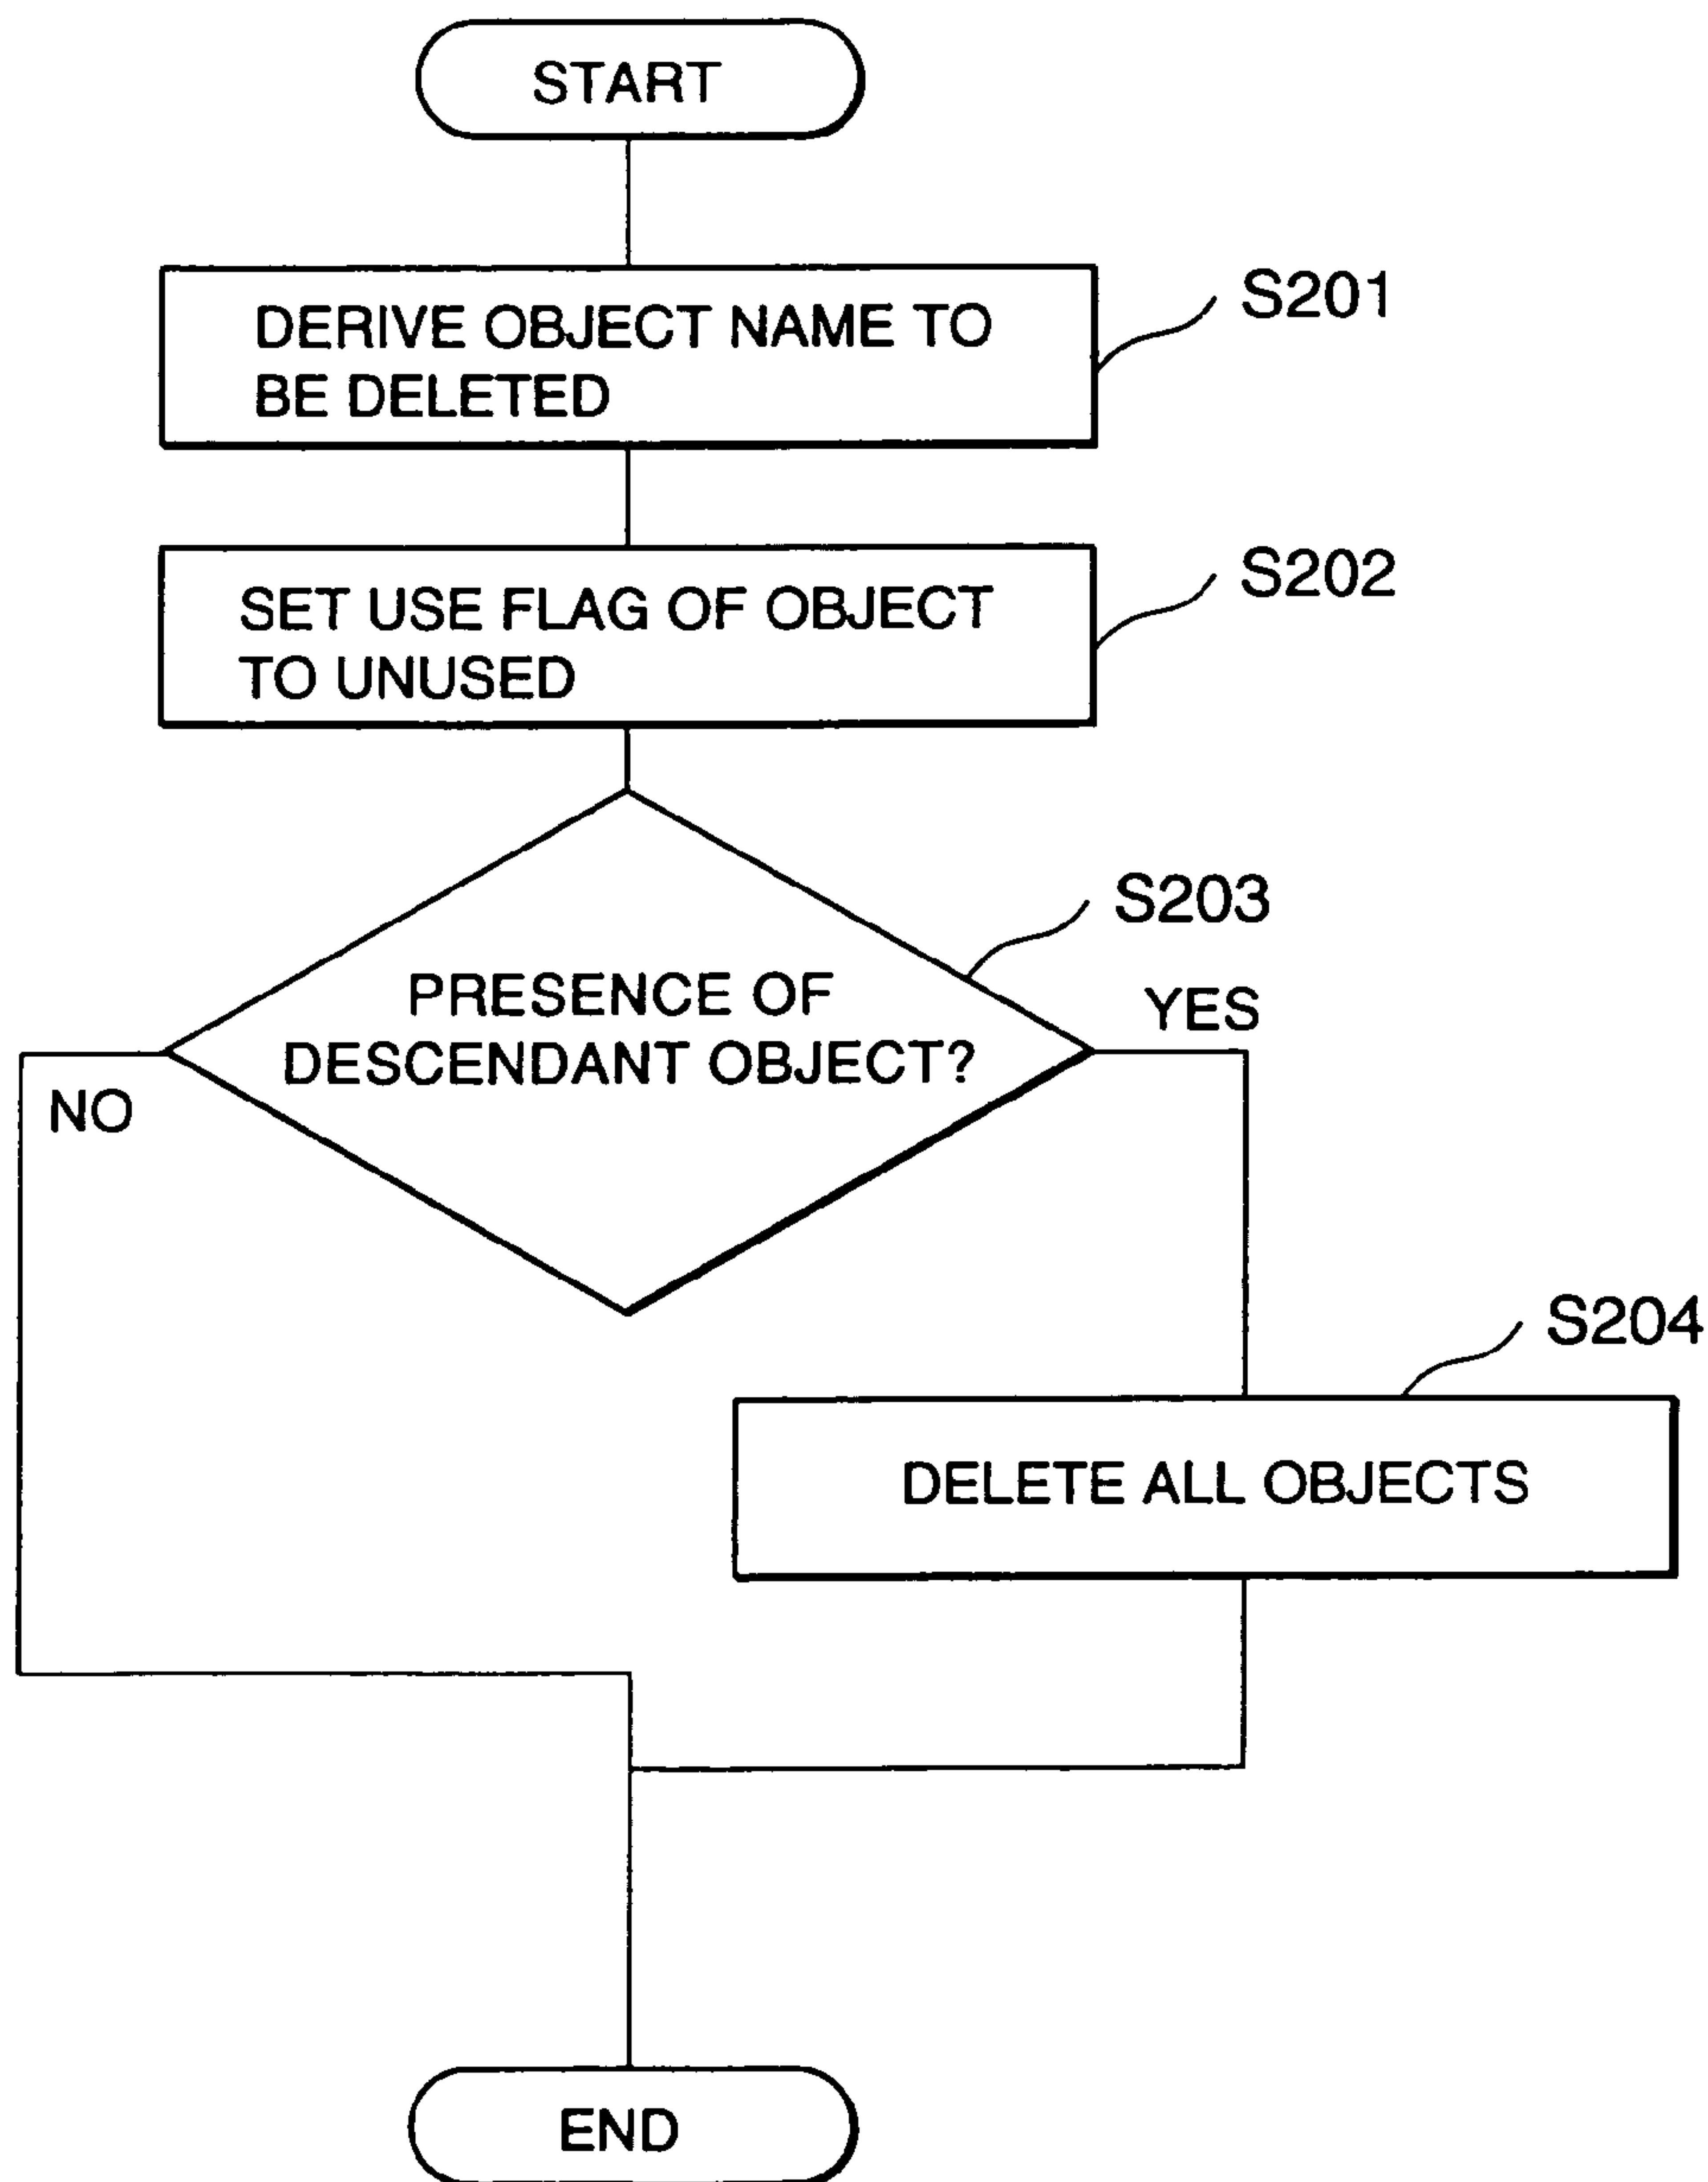 START
DERIVE OBJECT NAME TO
BE DELETED
S201
SET USE FLAG OF OBJECT
TO UNUSED
S202
PRESENCE OF
DESCENDANT OBJECT?
S203
YES
NO
S204
DELETE ALL OBJECTS
END